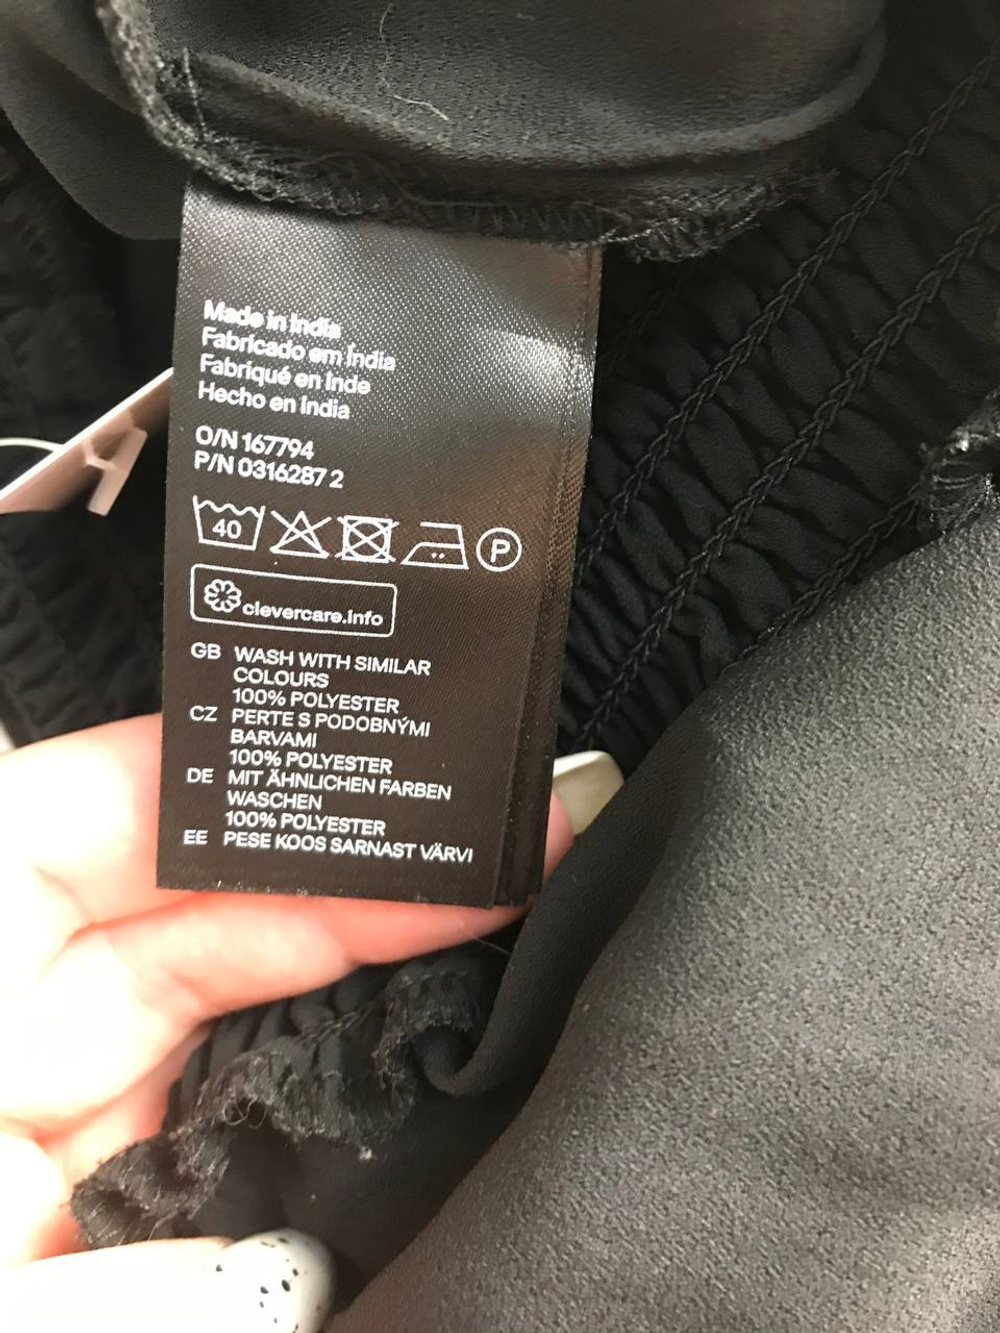 Made in India
Fabricado em Índia
Fabriqué en Inde
Hecho en India
O/N 167794
P/N 0316287 2
40 P
clevercare.info
GB WASH WITH SIMILAR
COLOURS
100% POLYESTER
CZ PERTE S PODOBNÝMI
BARVAMI
100% POLYESTER
DE MIT ÄHNLICHEN FARBEN
WASCHEN
100% POLYESTER
EE PESE KOOS SARNAST VÄRVI